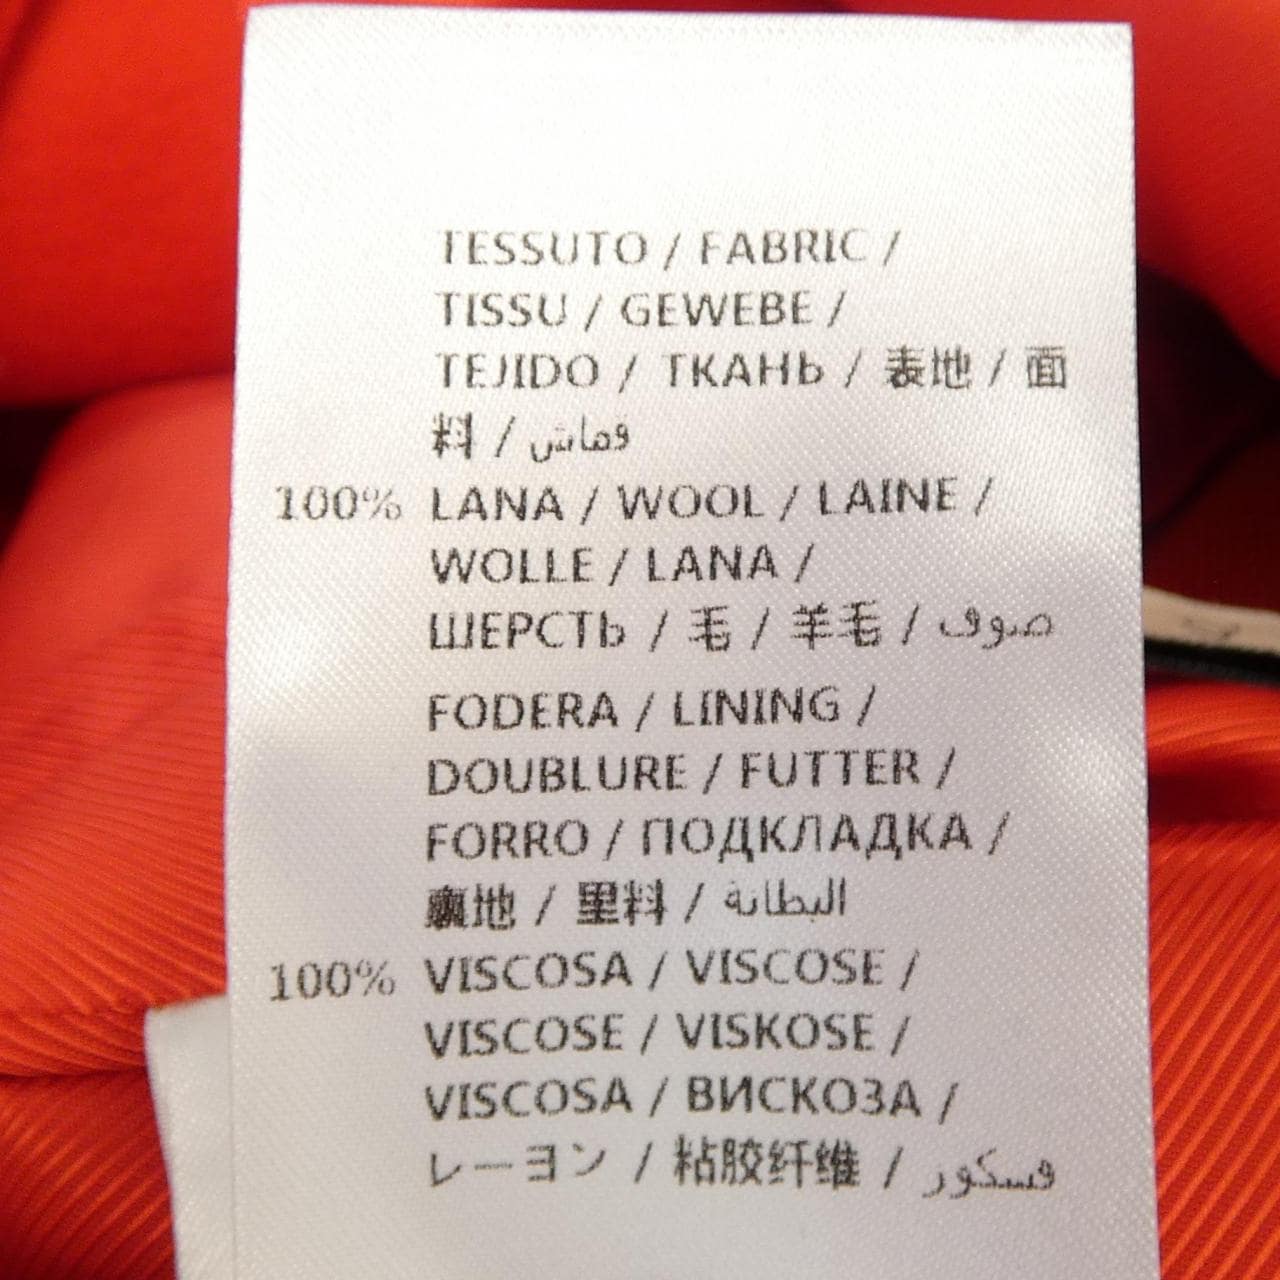 TESSUTO / FABRIC /
TISSU / GEWEBE /
TEJIDO / ТКАНЬ / 表地 / 面
料 / قماش
100% LANA / WOOL / LAINE /
WOLLE / LANA /
ШЕРСТЬ / 毛 / 羊毛 / صوف
FODERA / LINING /
DOUBLURE / FUTTER /
FORRO / ПОДКЛАДКА /
裏地 / 里料 / البطانة
100% VISCOSA / VISCOSE /
VISCOSE / VISKOSE /
VISCOSA / ВИСКОЗА /
レーヨン / 粘胶纤维 / فسكور